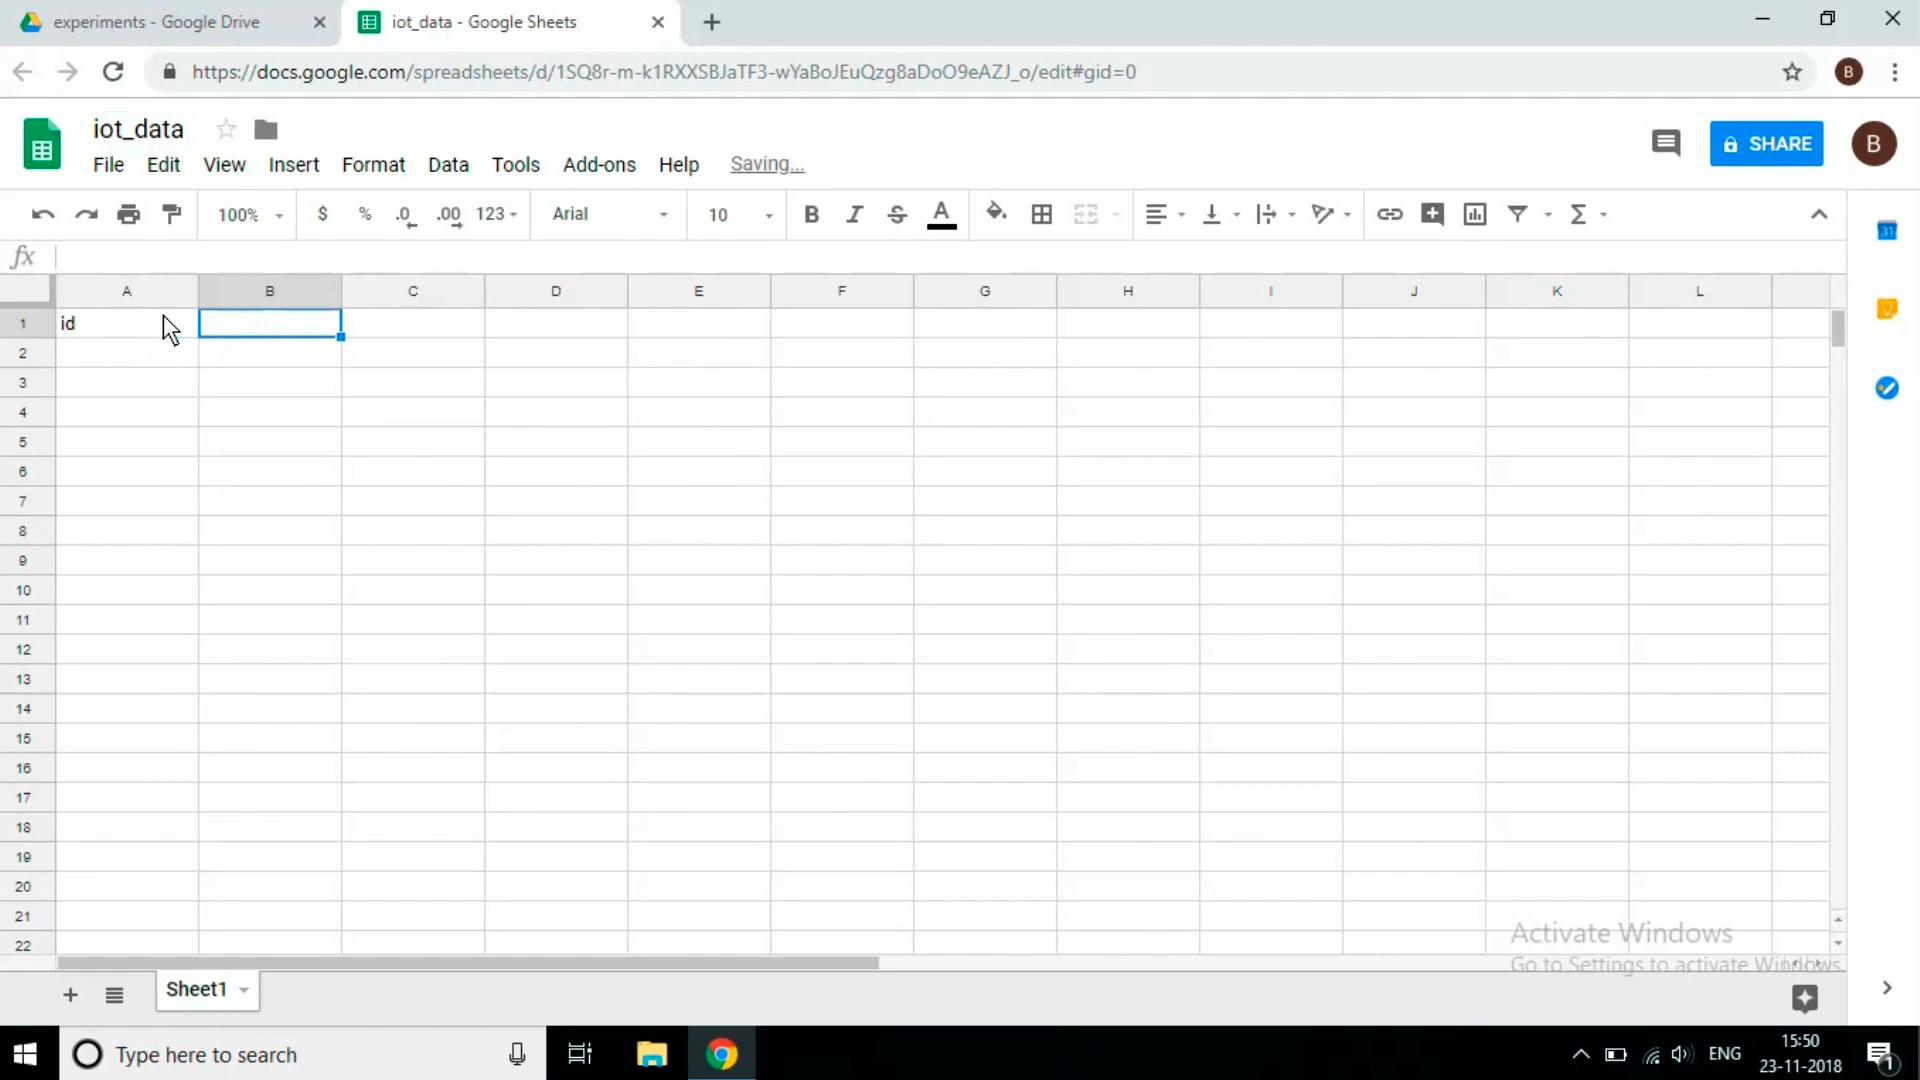 experiments - Google Drive
iot_data - Google Sheets
https://docs.google.com/spreadsheets/d/1SQ8r-m-k1RXXSBJaTF3-wYaBoJEuQzg8aDoO9eAZJ_o/edit#gid=0
B
iot_data
File Edit View Insert Format Data Tools Add-ons Help Saving...
SHARE
B
100% $ % .0 .00 123 Arial 10 B I S A Σ
31
fx
A B C D E F G H I J K L
1 id
2
3
4
5
6
7
8
9
10
11
12
13
14
15
16
17
18
19
20
21
22
Activate Windows
Go to Settings to activate Windows.
Sheet1
Type here to search
ENG
15:50
23-11-2018
1